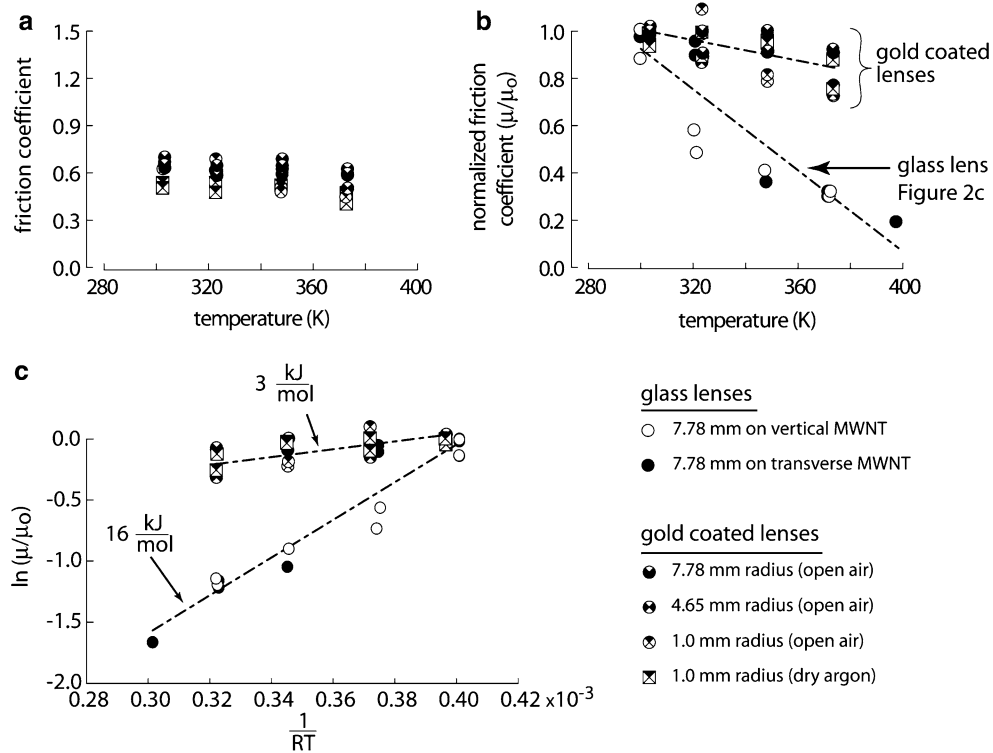 a
1.5
1.2
0.9
0.6
0.3
0.0
friction coefficient
280 320 360 400
temperature (K)
b
1.0
0.8
0.6
0.4
0.2
0.0
normalized friction
coefficient (μ/μo)
gold coated
lenses
glass lens
Figure 2c
280 320 360 400
temperature (K)
c
3 kJ
mol
16 kJ
mol
0.0
-0.5
-1.0
-1.5
-2.0
ln (μ/μo)
0.28 0.30 0.32 0.34 0.36 0.38 0.40 0.42 x10⁻³
1
RT
glass lenses
7.78 mm on vertical MWNT
7.78 mm on transverse MWNT
gold coated lenses
7.78 mm radius (open air)
4.65 mm radius (open air)
1.0 mm radius (open air)
1.0 mm radius (dry argon)